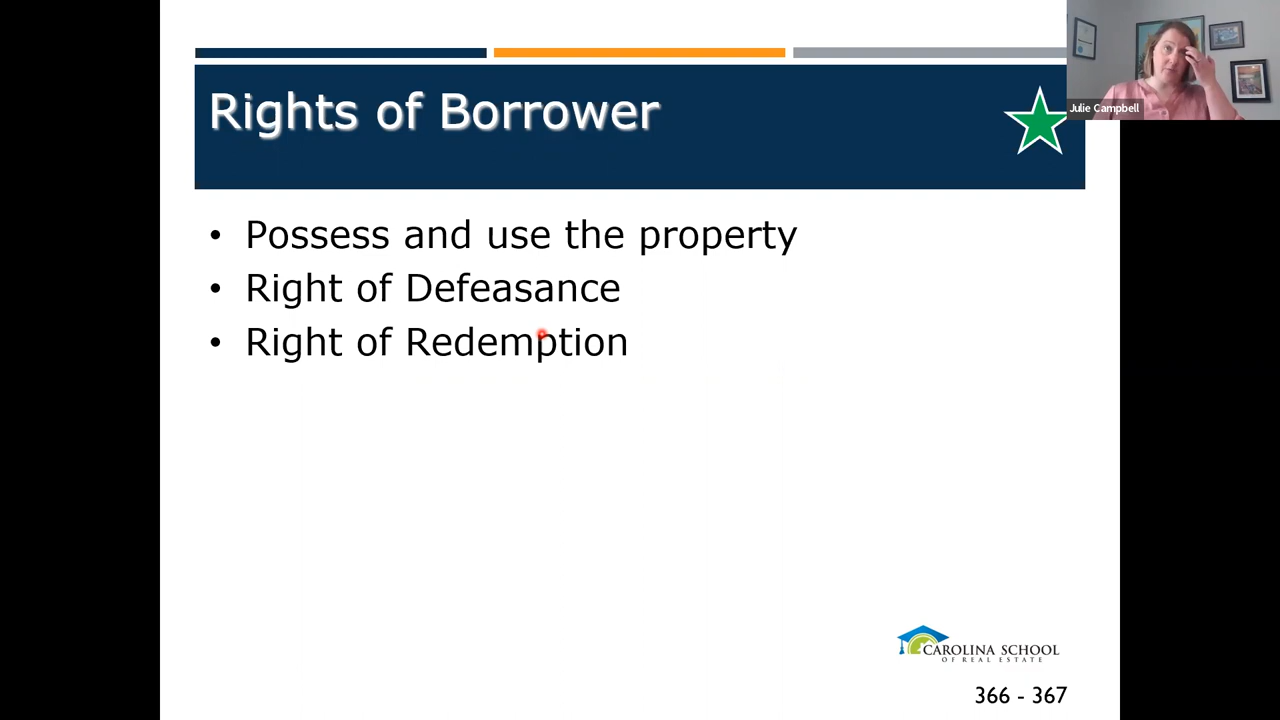 Rights of Borrower
Julie Campbell
• Possess and use the property
• Right of Defeasance
• Right of Redemption
CAROLINA SCHOOL
OF REAL ESTATE
366 - 367